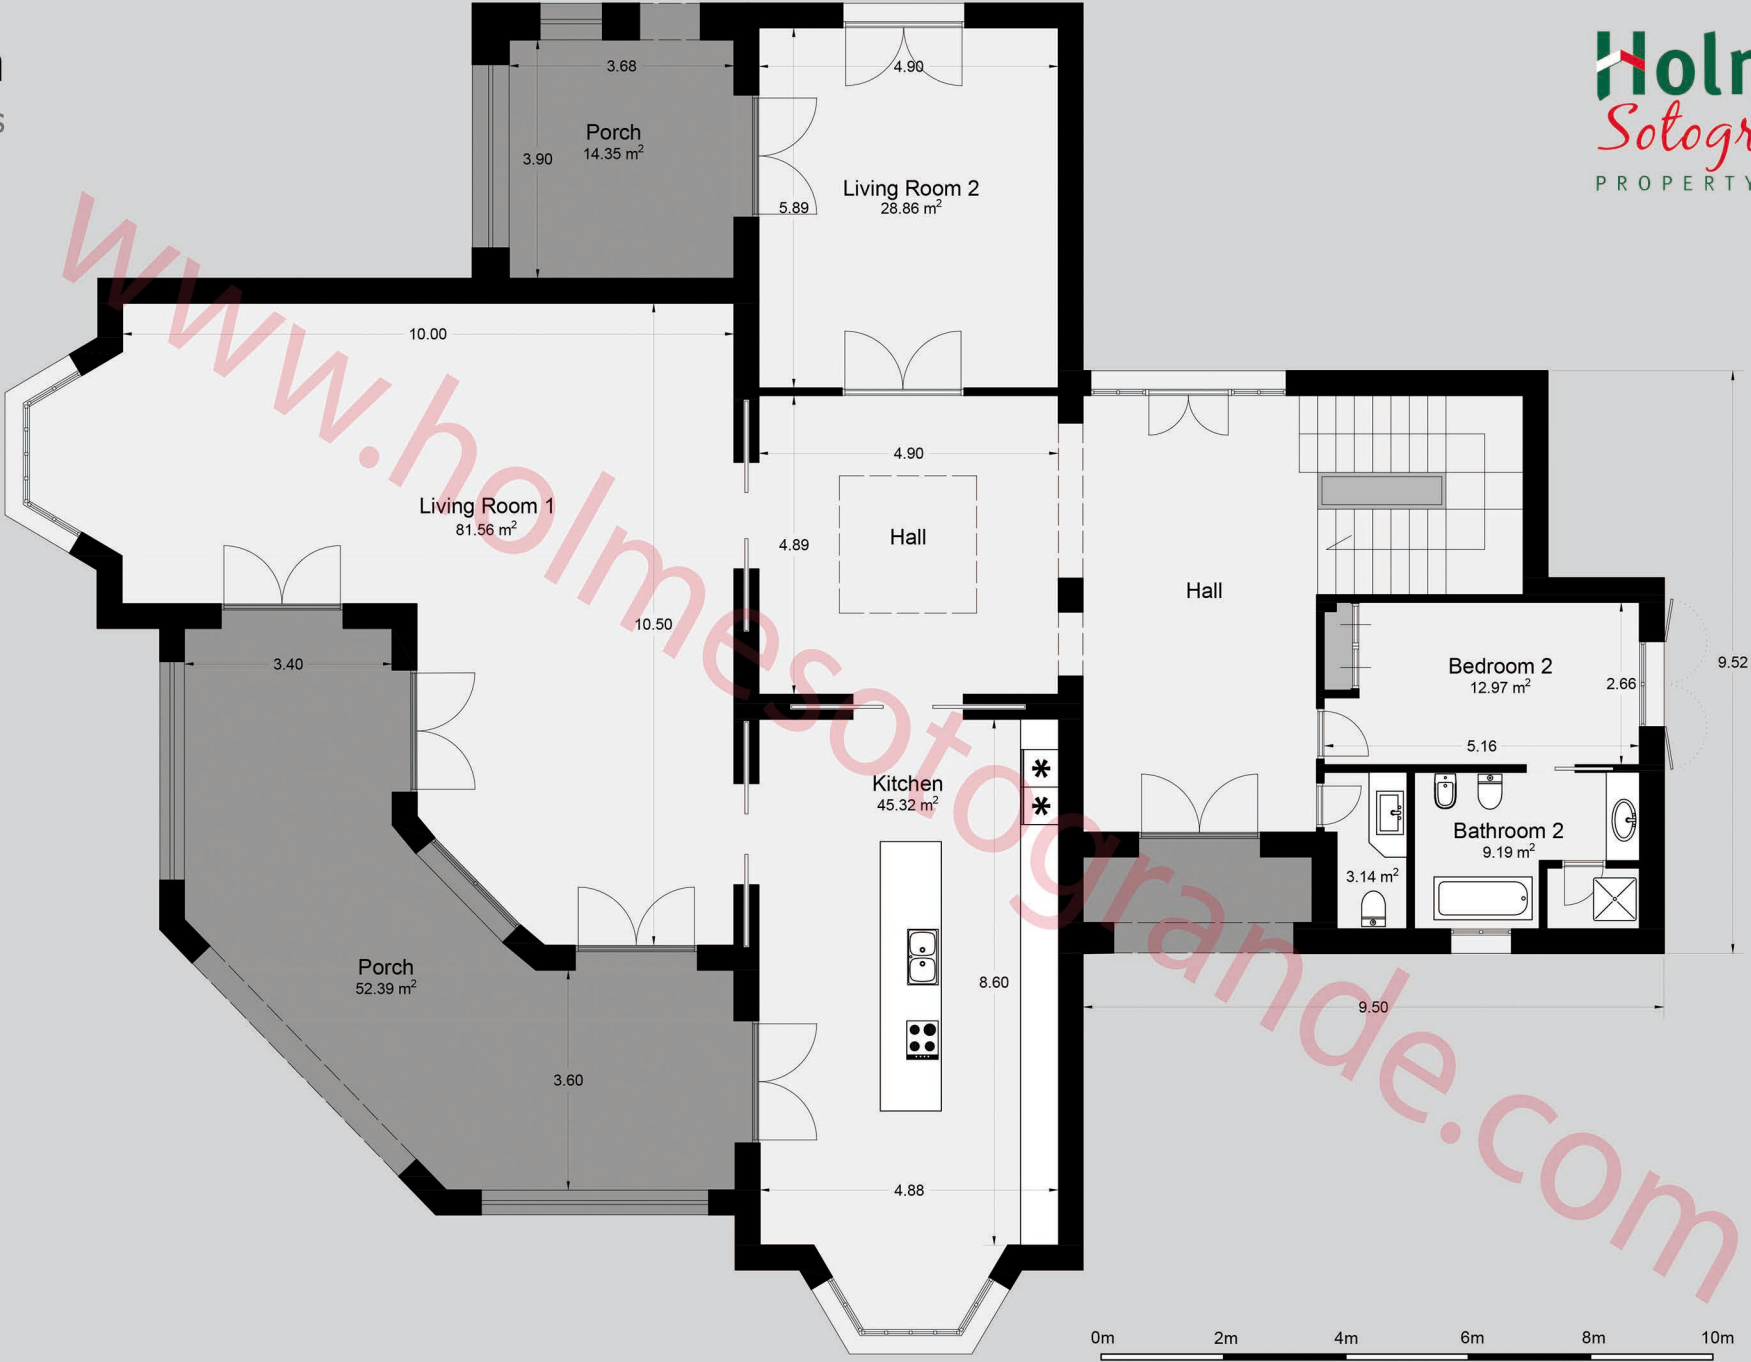 Holm
Sotogr
PROPERTY
3.68
4.90
Porch
14.35 m²
3.90
Living Room 2
28.86 m²
5.89
10.00
4.90
Living Room 1
81.56 m²
Hall
4.89
Hall
10.50
3.40
9.52
Bedroom 2
12.97 m²
2.66
5.16
Kitchen
45.32 m²
Bathroom 2
9.19 m²
3.14 m²
Porch
52.39 m²
8.60
9.50
3.60
4.88
0m 2m 4m 6m 8m 10m
www.holmesotogrande.com